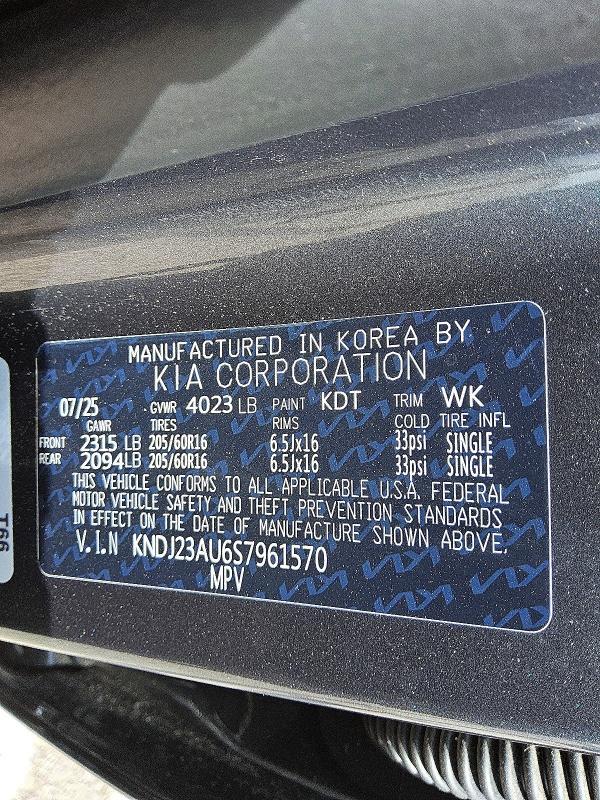 MANUFACTURED IN KOREA BY
KIA CORPORATION
07/25 GVWR 4023 LB PAINT KDT TRIM WK
GAWR TIRES RIMS COLD TIRE INFL
FRONT 2315 LB 205/60R16 6.5Jx16 33psi SINGLE
REAR 2094LB 205/60R16 6.5Jx16 33psi SINGLE
THIS VEHICLE CONFORMS TO ALL APPLICABLE U.S.A. FEDERAL
MOTOR VEHICLE SAFETY AND THEFT PREVENTION STANDARDS
IN EFFECT ON THE DATE OF MANUFACTURE SHOWN ABOVE.
V.I.N KNDJ23AU6S7961570
MPV